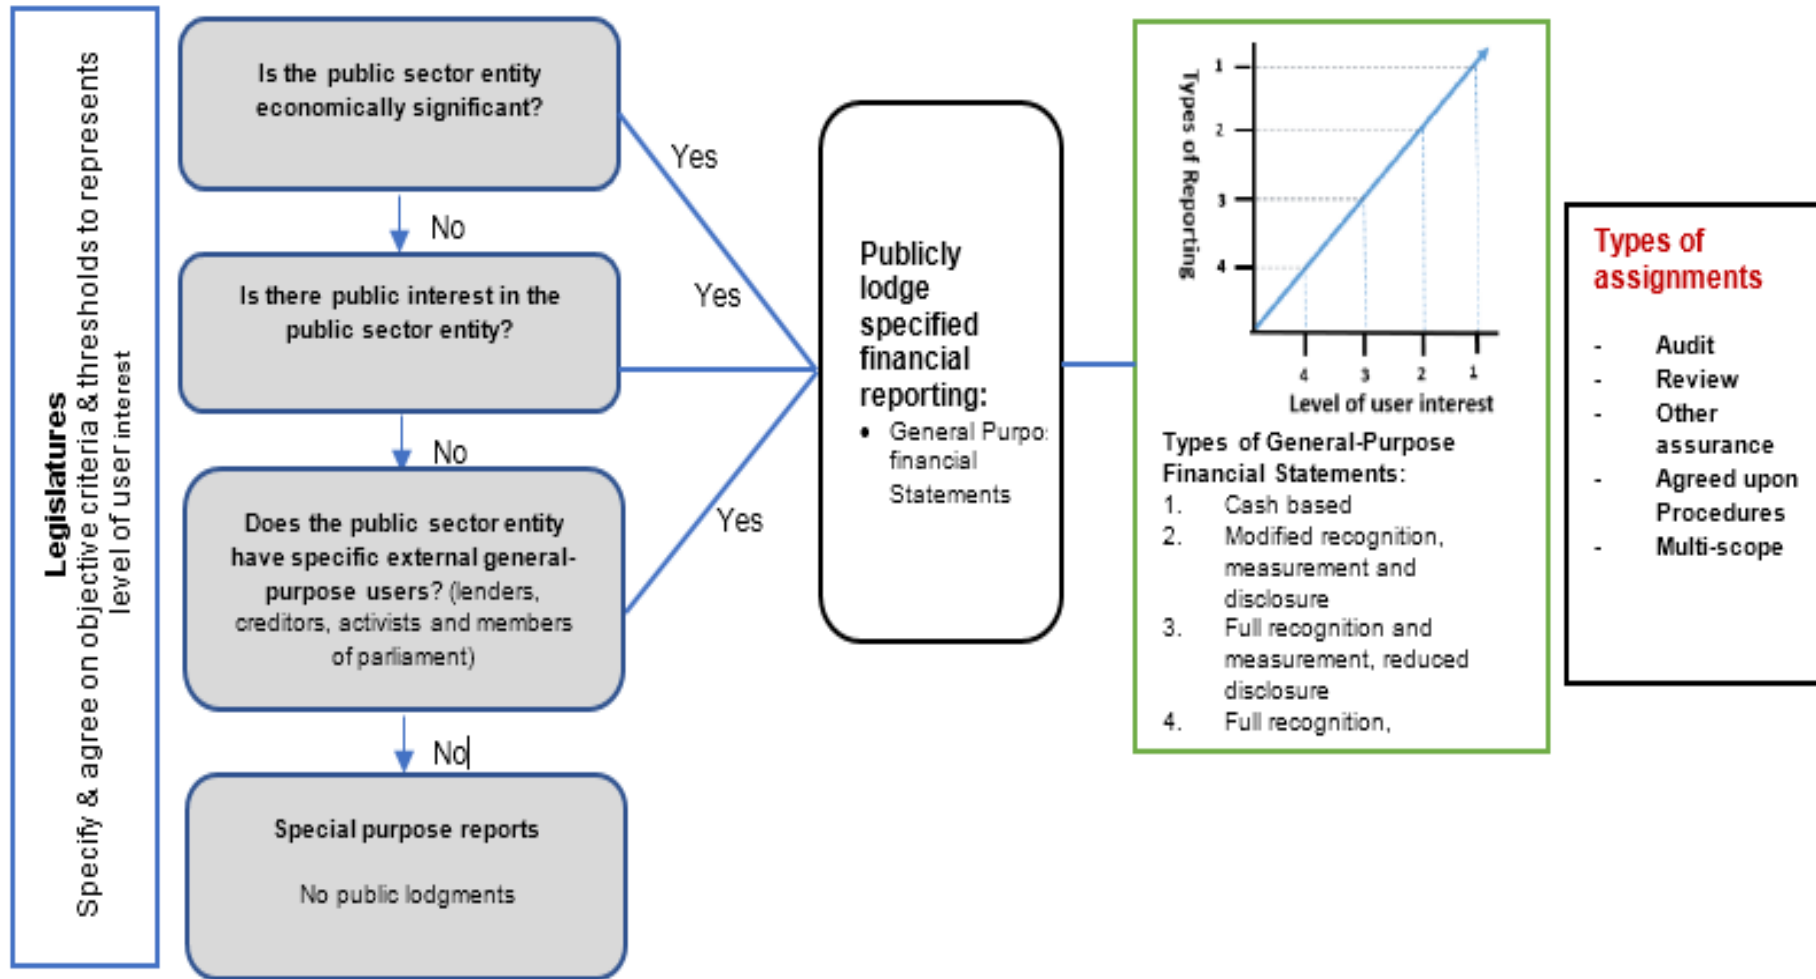 Legislatures
Specify & agree on objective criteria & thresholds to represents
level of user interest
Is the public sector entity
economically significant?
Yes
No
Is there public interest in the
public sector entity?
Yes
No
Does the public sector entity
have specific external general-
purpose users? (lenders,
creditors, activists and members
of parliament)
Yes
No
Special purpose reports
No public lodgments
Publicly
lodge
specified
financial
reporting:
• General Purpo
financial
Statements
Types of Reporting
1
2
3
4
4 3 2 1
Level of user interest
Types of General-Purpose
Financial Statements:
1. Cash based
2. Modified recognition,
measurement and
disclosure
3. Full recognition and
measurement, reduced
disclosure
4. Full recognition,
Types of
assignments
- Audit
- Review
- Other
assurance
- Agreed upon
Procedures
- Multi-scope